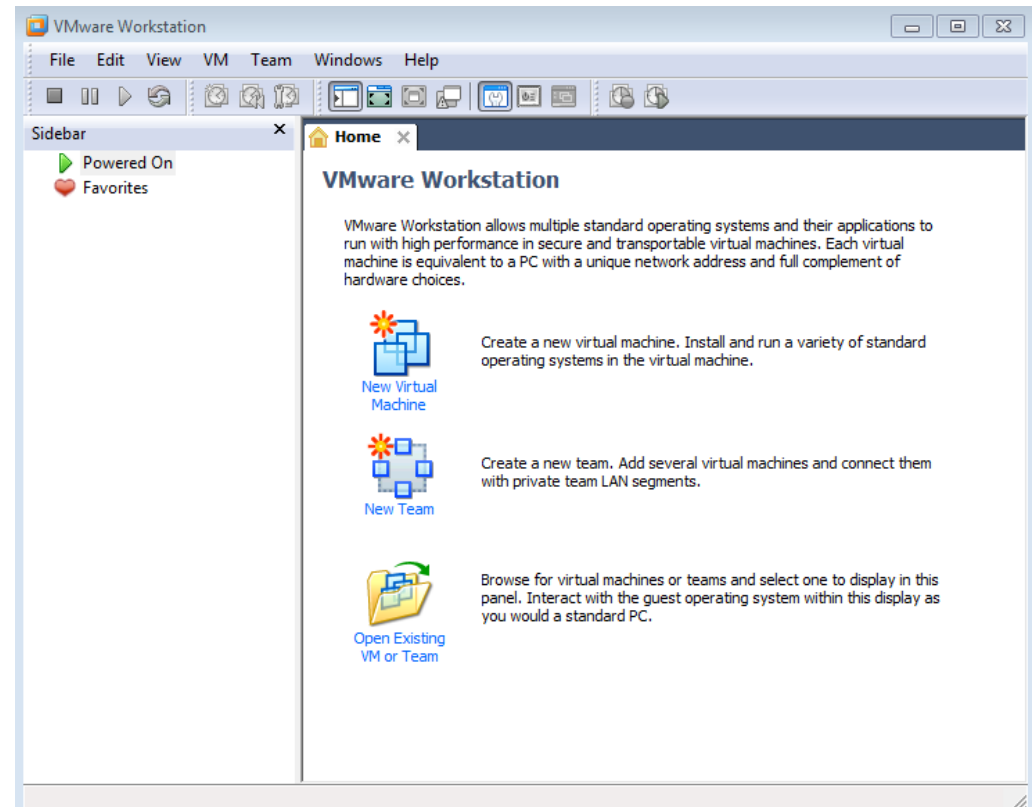 VMware Workstation
File Edit View VM Team Windows Help
Sidebar
Powered On
Favorites
Home
VMware Workstation
VMware Workstation allows multiple standard operating systems and their applications to
run with high performance in secure and transportable virtual machines. Each virtual
machine is equivalent to a PC with a unique network address and full complement of
hardware choices.
New Virtual
Machine
Create a new virtual machine. Install and run a variety of standard
operating systems in the virtual machine.
New Team
Create a new team. Add several virtual machines and connect them
with private team LAN segments.
Open Existing
VM or Team
Browse for virtual machines or teams and select one to display in this
panel. Interact with the guest operating system within this display as
you would a standard PC.